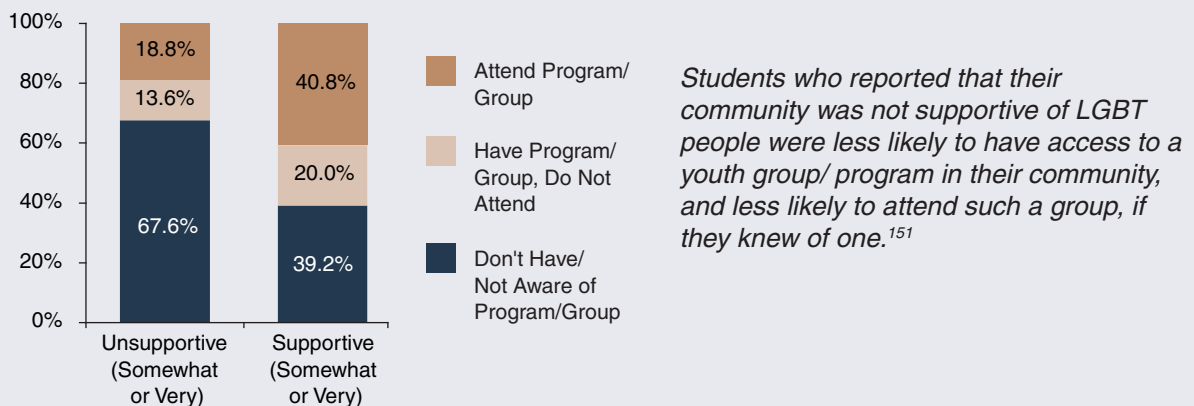 100%
80%
60%
40%
20%
0%
18.8%
13.6%
67.6%
40.8%
20.0%
39.2%
Unsupportive
(Somewhat
or Very)
Supportive
(Somewhat
or Very)
Attend Program/
Group
Have Program/
Group, Do Not
Attend
Don't Have/
Not Aware of
Program/Group
Students who reported that their
community was not supportive of LGBT
people were less likely to have access to a
youth group/ program in their community,
and less likely to attend such a group, if
they knew of one.151